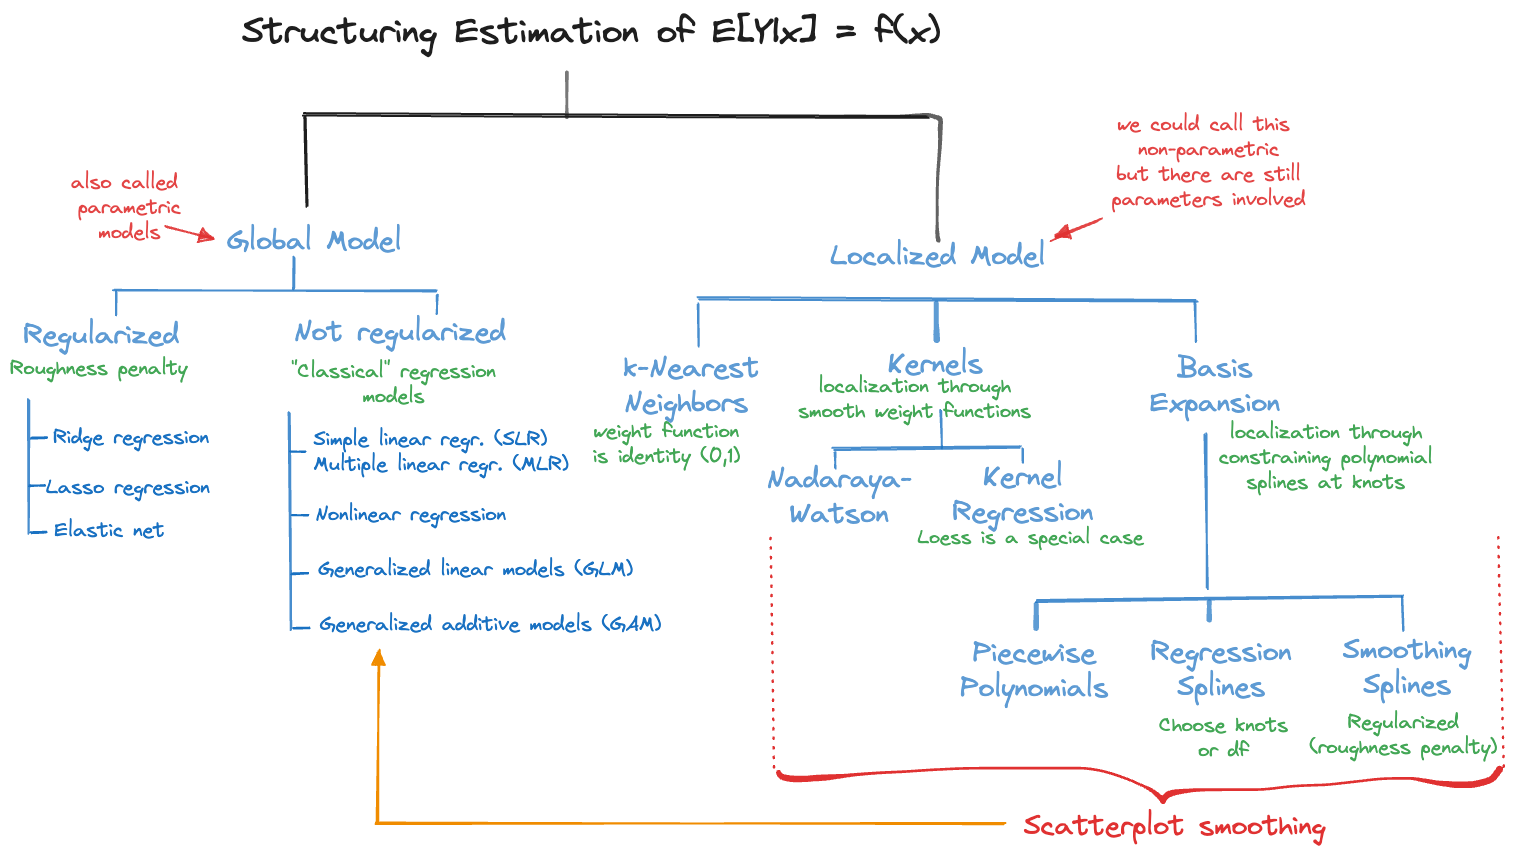 Structuring Estimation of E[Y|x] = f(x)
also called
parametric
models
Global Model
we could call this
non-parametric
but there are still
parameters involved
Localized Model
Regularized
Roughness penalty
Ridge regression
Lasso regression
Elastic net
Not regularized
"Classical" regression
models
Simple linear regr. (SLR)
Multiple linear regr. (MLR)
Nonlinear regression
Generalized linear models (GLM)
Generalized additive models (GAM)
k-Nearest
Neighbors
weight function
is identity (0,1)
Kernels
localization through
smooth weight functions
Nadaraya-
Watson
Kernel
Regression
Loess is a special case
Basis
Expansion
localization through
constraining polynomial
splines at knots
Piecewise
Polynomials
Regression
Splines
Choose knots
or df
Smoothing
Splines
Regularized
(roughness penalty)
Scatterplot smoothing